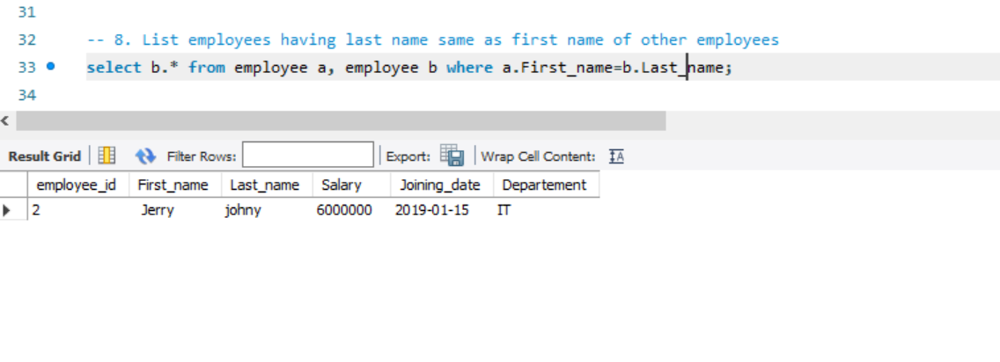 31
32 -- 8. List employees having last name same as first name of other employees
33 select b.* from employee a, employee b where a.First_name=b.Last_name;
34
Result Grid Filter Rows: Export: Wrap Cell Content: IA
employee_id First_name Last_name Salary Joining_date Departement
2 Jerry johny 6000000 2019-01-15 IT